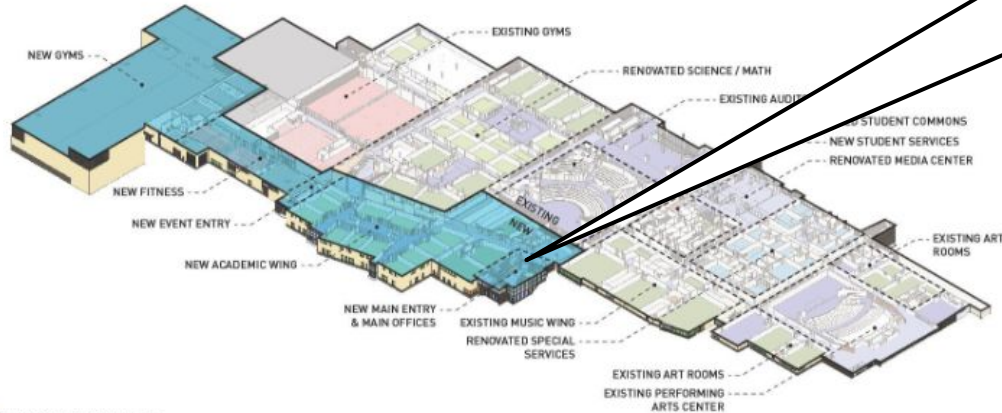 EXISTING GYMS
NEW GYMS
RENOVATED SCIENCE / MATH
EXISTING
STUDENT COMMONS
NEW STUDENT SERVICES
RENOVATED MEDIA CENTER
NEW FITNESS
EXISTING
NEW
NEW EVENT ENTRY
EXISTING ART
ROOMS
NEW ACADEMIC WING
NEW MAIN ENTRY
& MAIN OFFICES
EXISTING MUSIC WING
RENOVATED SPECIAL
SERVICES
EXISTING ART ROOMS
EXISTING PERFORMING
ARTS CENTER